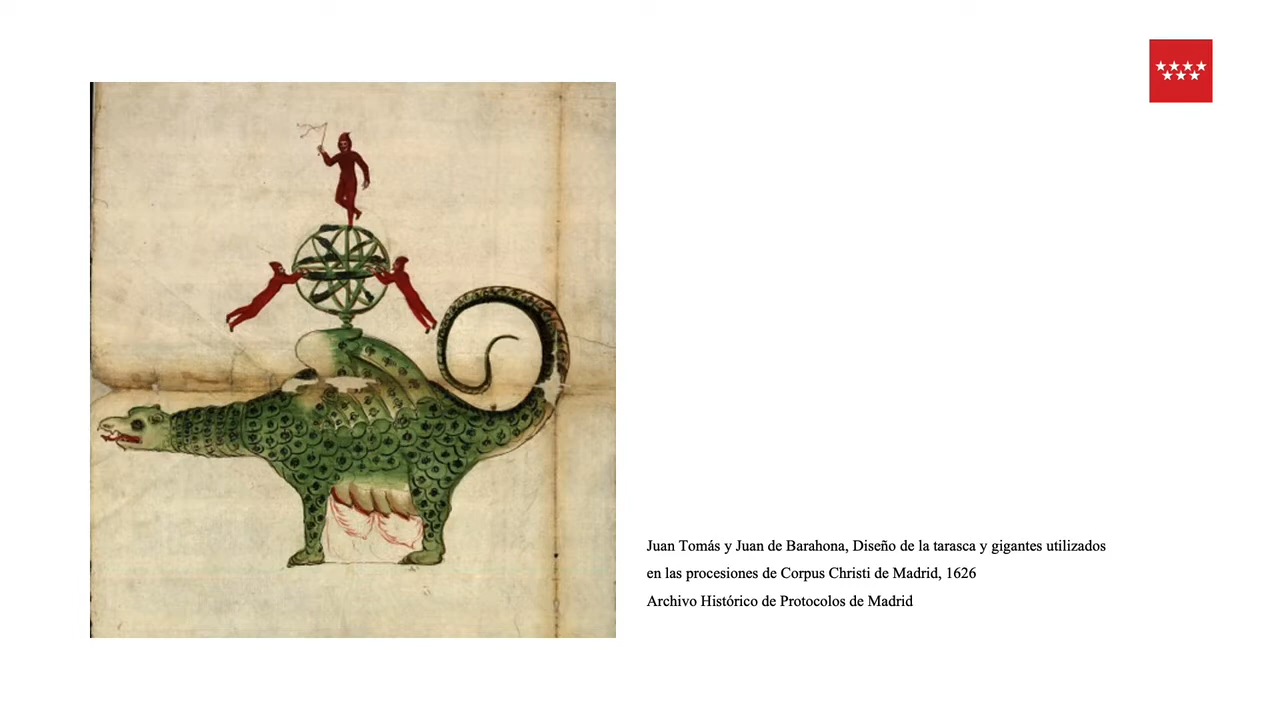 Juan Tomás y Juan de Barahona, Diseño de la tarasca y gigantes utilizados
en las procesiones de Corpus Christi de Madrid, 1626
Archivo Histórico de Protocolos de Madrid